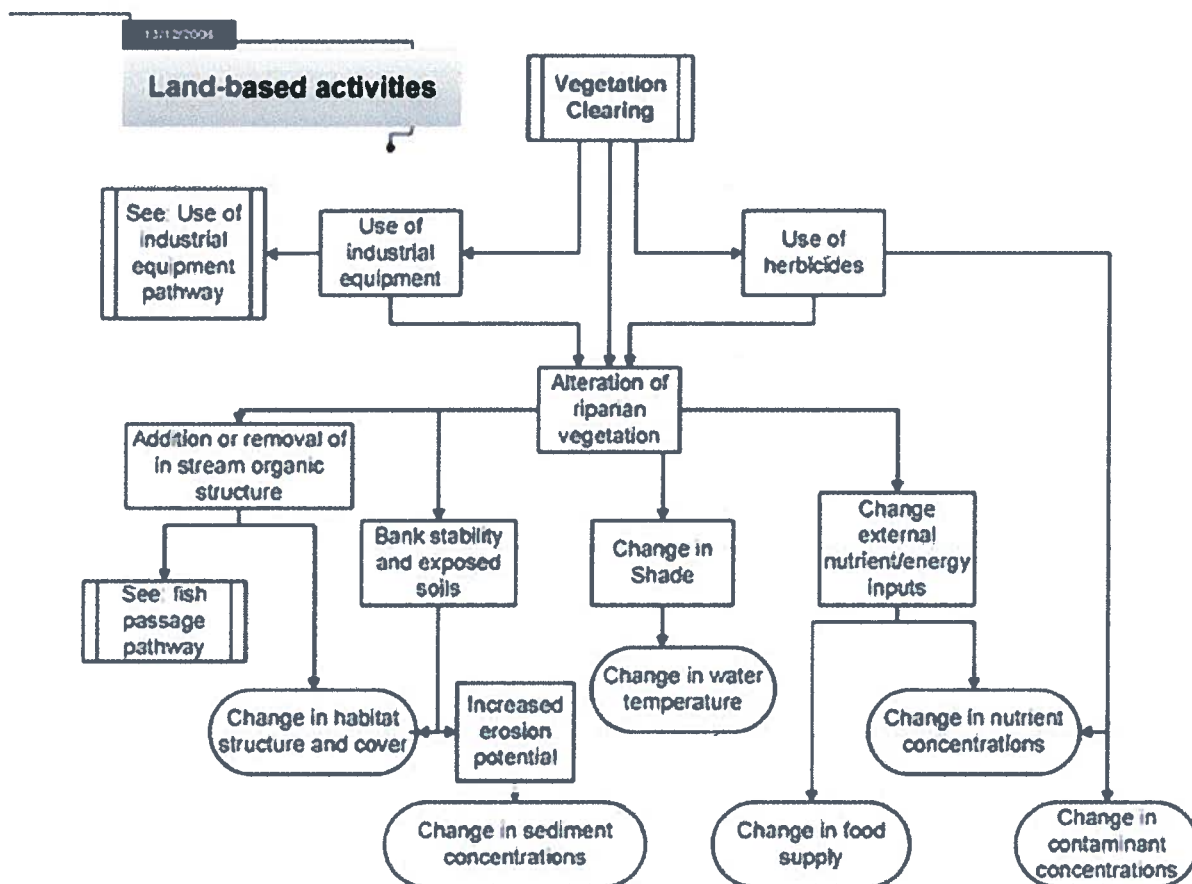 13/12/2006
Land-based activities
Vegetation
Clearing
See: Use of
industrial
equipment
pathway
Use of
industrial
equipment
Use of
herbicides
Alteration of
riparian
vegetation
Addition or removal of
in stream organic
structure
Bank stability
and exposed
soils
Change in
Shade
Change
external
nutrient/energy
inputs
See: fish
passage
pathway
Change in water
temperature
Change in habitat
structure and cover
Increased
erosion
potential
Change in nutrient
concentrations
Change in sediment
concentrations
Change in food
supply
Change in
contaminant
concentrations